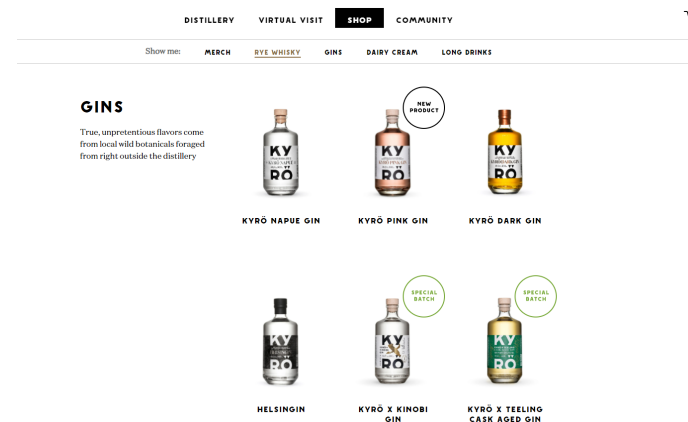 DISTILLERY VIRTUAL VISIT SHOP COMMUNITY
Show me: MERCH RYE WHISKY GINS DAIRY CREAM LONG DRINKS
GINS
True, unpretentious flavors come
from local wild botanicals foraged
from right outside the distillery
NEW
PRODUCT
KY
RÖ
KY
RÖ
KY
RÖ
KYRÖ NAPUE GIN KYRÖ PINK GIN KYRÖ DARK GIN
SPECIAL
BATCH
SPECIAL
BATCH
KY
RÖ
KY
RÖ
KY
RÖ
HELSINGIN KYRÖ X KINOBI
GIN
KYRÖ X TEELING
CASK AGED GIN